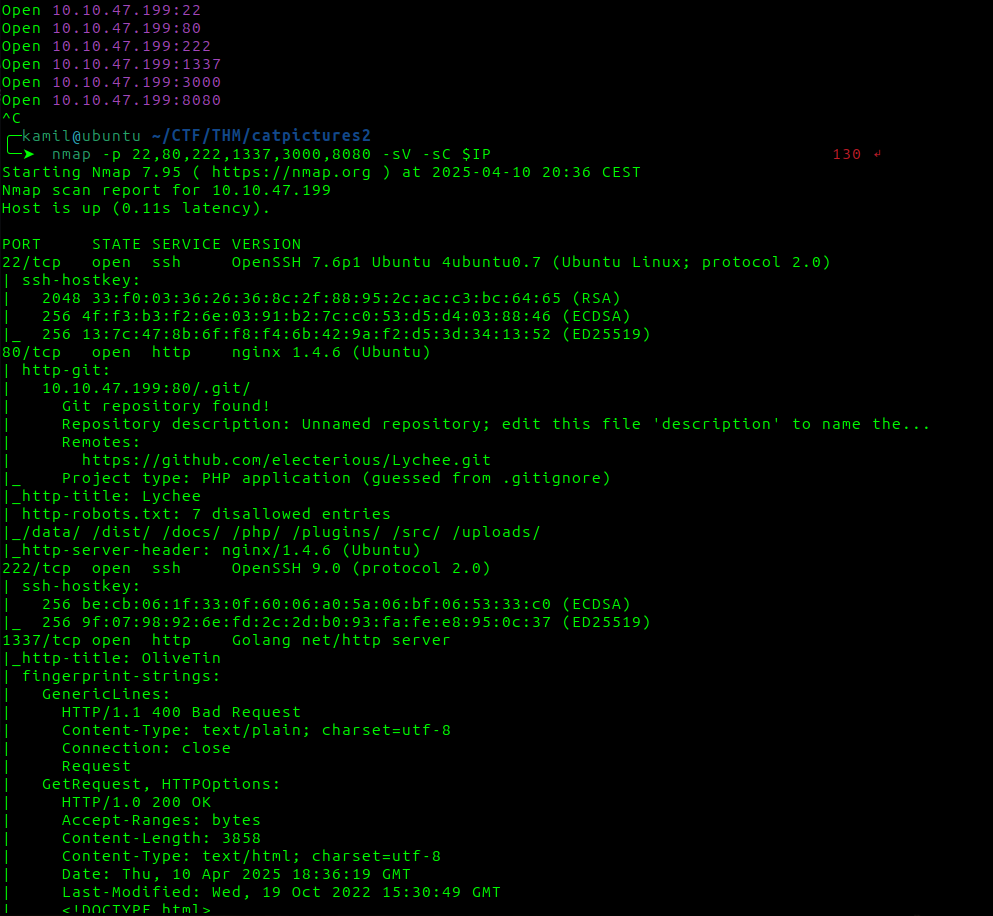 Open 10.10.47.199:22
Open 10.10.47.199:80
Open 10.10.47.199:222
Open 10.10.47.199:1337
Open 10.10.47.199:3000
Open 10.10.47.199:8080
^C
╭─kamil@ubuntu ~/CTF/THM/catpictures2
╰─➤  nmap -p 22,80,222,1337,3000,8080 -sV -sC $IP 130 ↵
Starting Nmap 7.95 ( https://nmap.org ) at 2025-04-10 20:36 CEST
Nmap scan report for 10.10.47.199
Host is up (0.11s latency).
PORT     STATE SERVICE VERSION
22/tcp   open  ssh     OpenSSH 7.6p1 Ubuntu 4ubuntu0.7 (Ubuntu Linux; protocol 2.0)
| ssh-hostkey:
|   2048 33:f0:03:36:26:36:8c:2f:88:95:2c:ac:c3:bc:64:65 (RSA)
|   256 4f:f3:b3:f2:6e:03:91:b2:7c:c0:53:d5:d4:03:88:46 (ECDSA)
|_  256 13:7c:47:8b:6f:f8:f4:6b:42:9a:f2:d5:3d:34:13:52 (ED25519)
80/tcp   open  http    nginx 1.4.6 (Ubuntu)
| http-git:
|   10.10.47.199:80/.git/
|     Git repository found!
|     Repository description: Unnamed repository; edit this file 'description' to name the...
|     Remotes:
|       https://github.com/electerious/Lychee.git
|_    Project type: PHP application (guessed from .gitignore)
|_http-title: Lychee
| http-robots.txt: 7 disallowed entries
|_/data/ /dist/ /docs/ /php/ /plugins/ /src/ /uploads/
|_http-server-header: nginx/1.4.6 (Ubuntu)
222/tcp  open  ssh     OpenSSH 9.0 (protocol 2.0)
| ssh-hostkey:
|   256 be:cb:06:1f:33:0f:60:06:a0:5a:06:bf:06:53:33:c0 (ECDSA)
|_  256 9f:07:98:92:6e:fd:2c:2d:b0:93:fa:fe:e8:95:0c:37 (ED25519)
1337/tcp open  http    Golang net/http server
|_http-title: OliveTin
| fingerprint-strings:
|   GenericLines:
|     HTTP/1.1 400 Bad Request
|     Content-Type: text/plain; charset=utf-8
|     Connection: close
|     Request
|   GetRequest, HTTPOptions:
|     HTTP/1.0 200 OK
|     Accept-Ranges: bytes
|     Content-Length: 3858
|     Content-Type: text/html; charset=utf-8
|     Date: Thu, 10 Apr 2025 18:36:19 GMT
|     Last-Modified: Wed, 19 Oct 2022 15:30:49 GMT
|     <!DOCTYPE html>